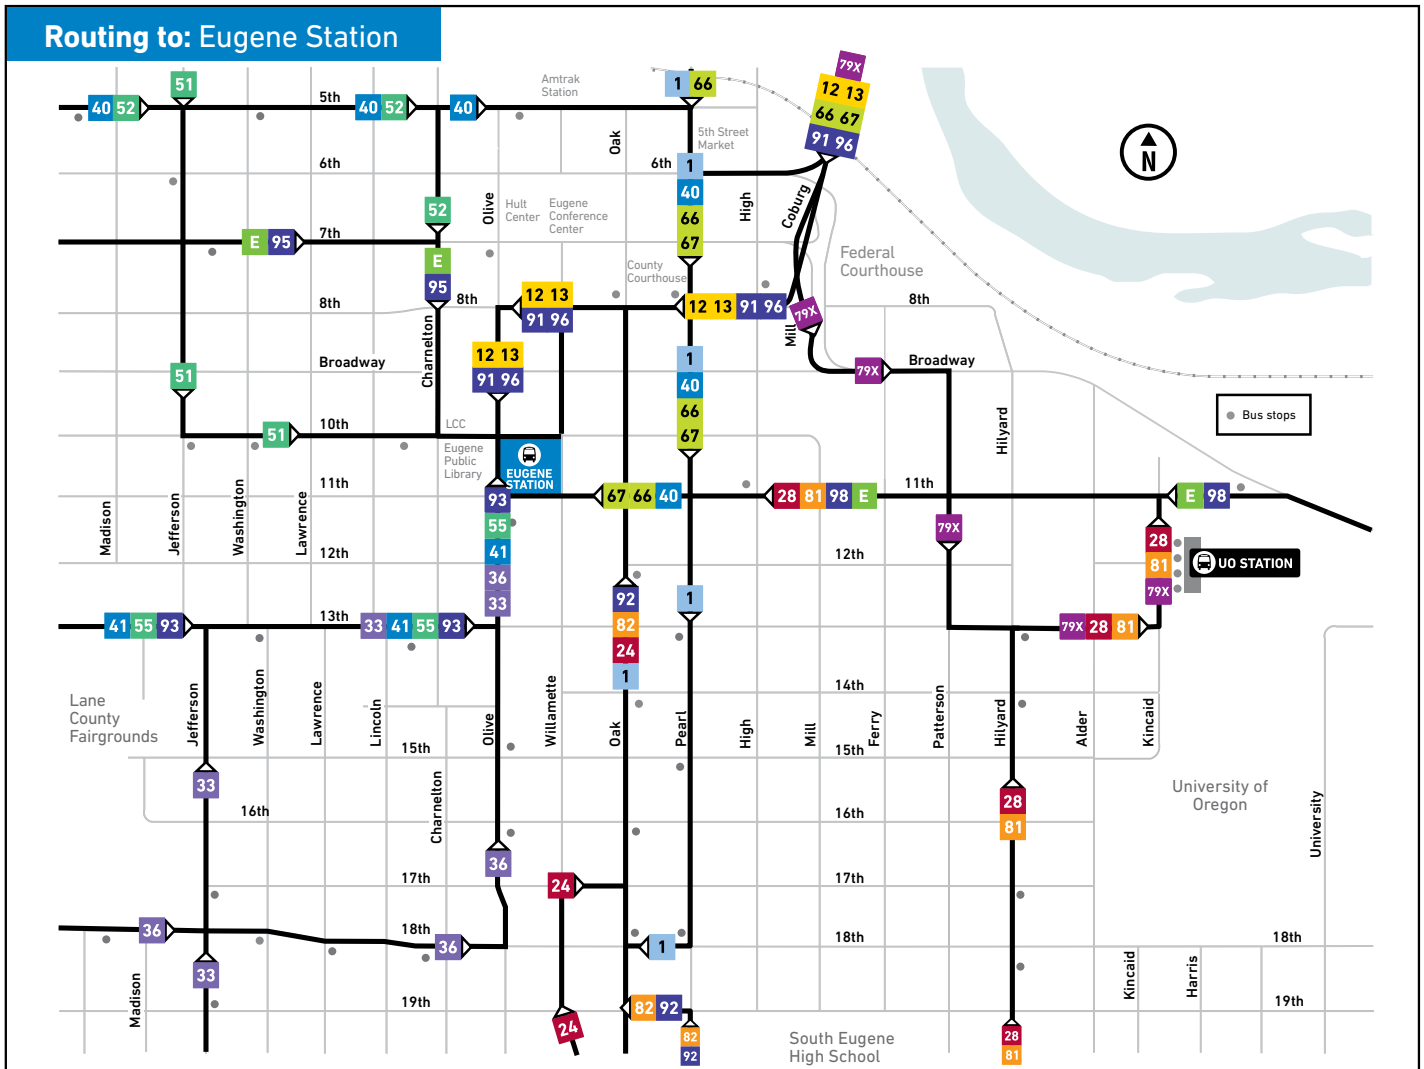 Routing to: Eugene Station
51
40 52
5th
40 52
40
Amtrak
Station
1 66
79X
12 13
66 67
91 96
N
Oak
5th Street
Market
6th
6th
1
40
66
67
High
Coburg
52
Olive
Hult
Center
Eugene
Conference
Center
E 95
7th
E
95
County
Courthouse
Federal
Courthouse
8th
8th
12 13
91 96
12 13 91 96
79X
Mill
8th
Charnelton
Broadway
12 13
91 96
1
40
66
67
79X
Broadway
51
Hilyard
Bus stops
51
10th
LCC
Eugene
Public
Library
EUGENE
STATION
11th
67 66 40
28 81 98 E
11th
E 98
Madison
Jefferson
Washington
Lawrence
93
55
41
36
33
12th
79X
12th
28
81
79X
UO STATION
92
82
24
1
1
41 55 93
13th
33 41 55 93
79X 28 81
14th
Lane
County
Fairgrounds
Jefferson
Washington
Lawrence
Lincoln
Olive
Willamette
Oak
Pearl
High
Mill
Ferry
Patterson
Hilyard
Alder
Kincaid
15th
15th
33
Charnelton
28
81
University of
Oregon
University
16th
16th
36
17th
24
17th
36
18th
36
1
18th
18th
33
Madison
Kincaid
Harris
19th
82 92
19th
24
82
92
South Eugene
High School
28
81